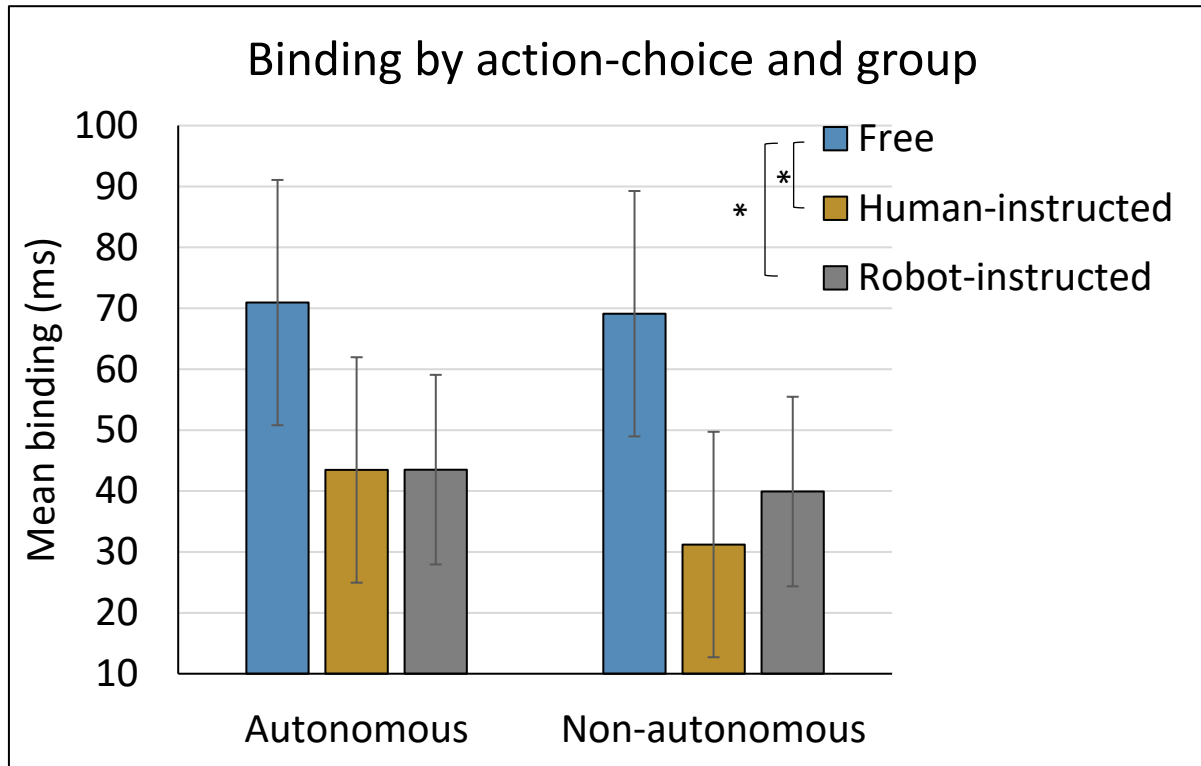 Binding by action-choice and group
Mean binding (ms)
100
90
80
70
60
50
40
30
20
10
Autonomous
Non-autonomous
* * Free
Human-instructed
Robot-instructed